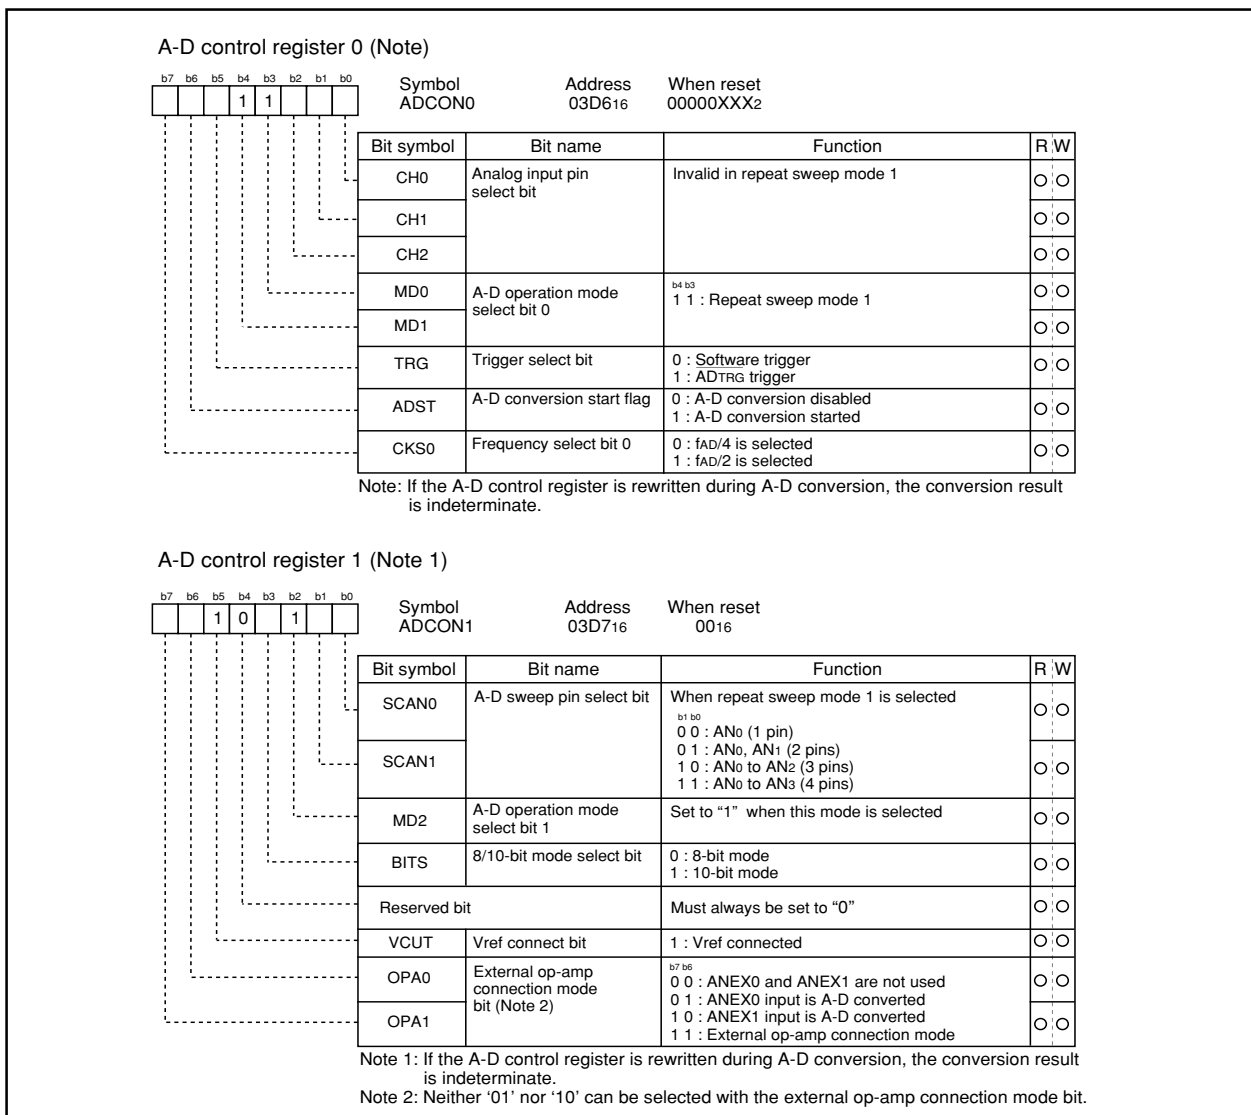 A-D control register 0 (Note)
b7 b6 b5 b4 b3 b2 b1 b0
1 1
Symbol Address When reset
ADCON0 03D616 00000XXX2
Bit symbol Bit name Function R W
CH0 Analog input pin select bit Invalid in repeat sweep mode 1
CH1
CH2
MD0 A-D operation mode select bit 0 b4 b3
1 1 : Repeat sweep mode 1
MD1
TRG Trigger select bit 0 : Software trigger
1 : ADTRG trigger
ADST A-D conversion start flag 0 : A-D conversion disabled
1 : A-D conversion started
CKS0 Frequency select bit 0 0 : fAD/4 is selected
1 : fAD/2 is selected
Note: If the A-D control register is rewritten during A-D conversion, the conversion result
is indeterminate.
A-D control register 1 (Note 1)
b7 b6 b5 b4 b3 b2 b1 b0
1 0 1
Symbol Address When reset
ADCON1 03D716 0016
Bit symbol Bit name Function R W
SCAN0 A-D sweep pin select bit When repeat sweep mode 1 is selected
b1 b0
0 0 : AN0 (1 pin)
0 1 : AN0, AN1 (2 pins)
SCAN1 1 0 : AN0 to AN2 (3 pins)
1 1 : AN0 to AN3 (4 pins)
MD2 A-D operation mode select bit 1 Set to “1” when this mode is selected
BITS 8/10-bit mode select bit 0 : 8-bit mode
1 : 10-bit mode
Reserved bit Must always be set to “0”
VCUT Vref connect bit 1 : Vref connected
OPA0 External op-amp connection mode bit (Note 2) b7 b6
0 0 : ANEX0 and ANEX1 are not used
0 1 : ANEX0 input is A-D converted
OPA1 1 0 : ANEX1 input is A-D converted
1 1 : External op-amp connection mode
Note 1: If the A-D control register is rewritten during A-D conversion, the conversion result
is indeterminate.
Note 2: Neither ‘01’ nor ‘10’ can be selected with the external op-amp connection mode bit.